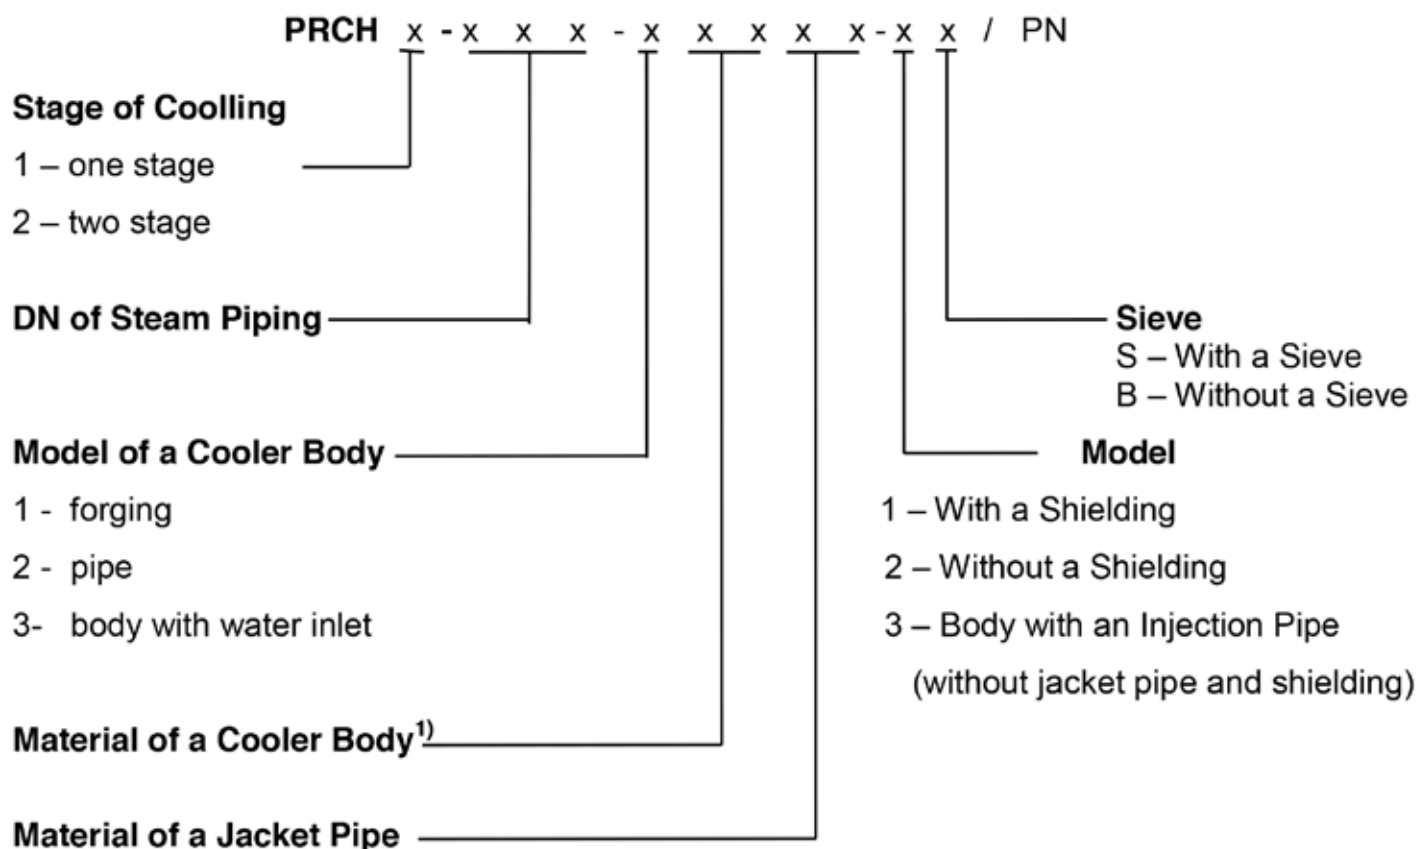 PRCH x - x x x - x x x x x - x x / PN
Stage of Coolling
1 – one stage
2 – two stage
DN of Steam Piping
Sieve
S – With a Sieve
B – Without a Sieve
Model of a Cooler Body
1 - forging
2 - pipe
3- body with water inlet
Model
1 – With a Shielding
2 – Without a Shielding
3 – Body with an Injection Pipe
(without jacket pipe and shielding)
Material of a Cooler Body1)
Material of a Jacket Pipe